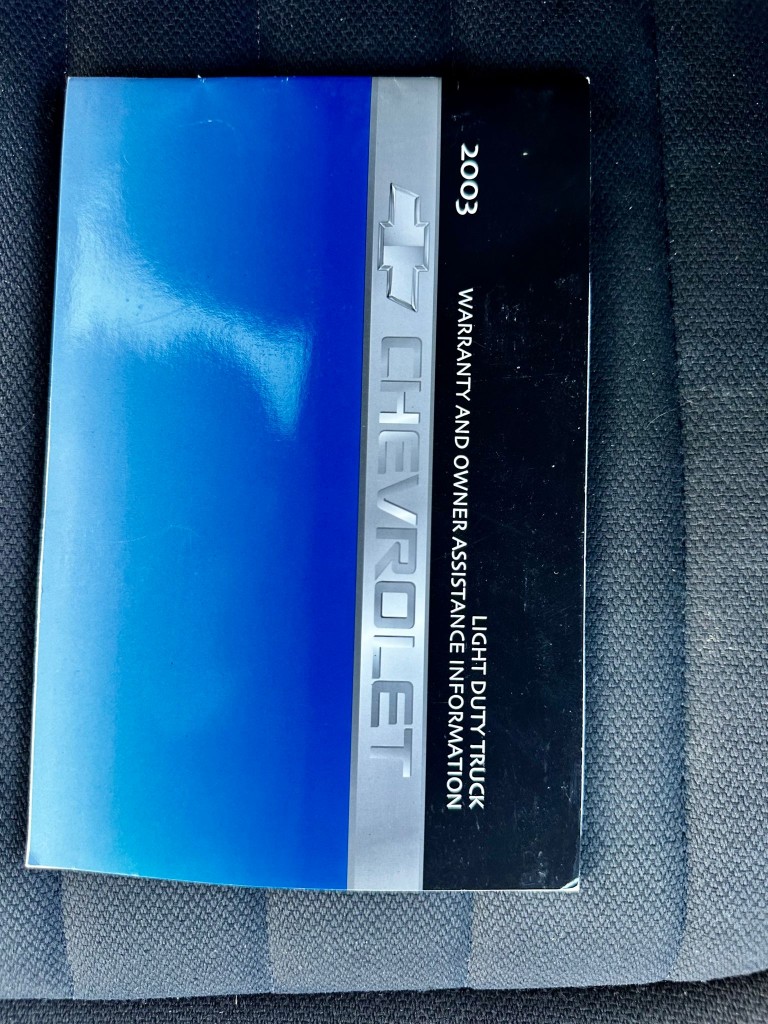 2003
LIGHT DUTY TRUCK
WARRANTY AND OWNER ASSISTANCE INFORMATION
CHEVROLET